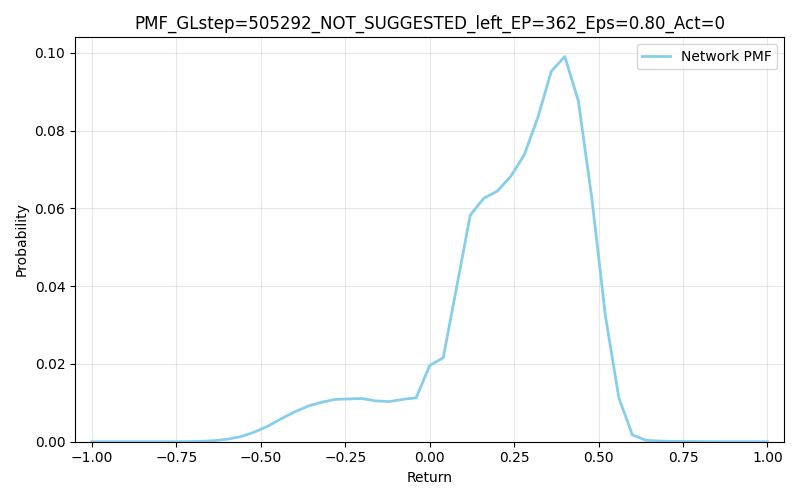 PMF_GLstep=505292_NOT_SUGGESTED_left_EP=362_Eps=0.80_Act=0
Network PMF
Probability
0.10
0.08
0.06
0.04
0.02
0.00
−1.00 −0.75 −0.50 −0.25 0.00 0.25 0.50 0.75 1.00
Return